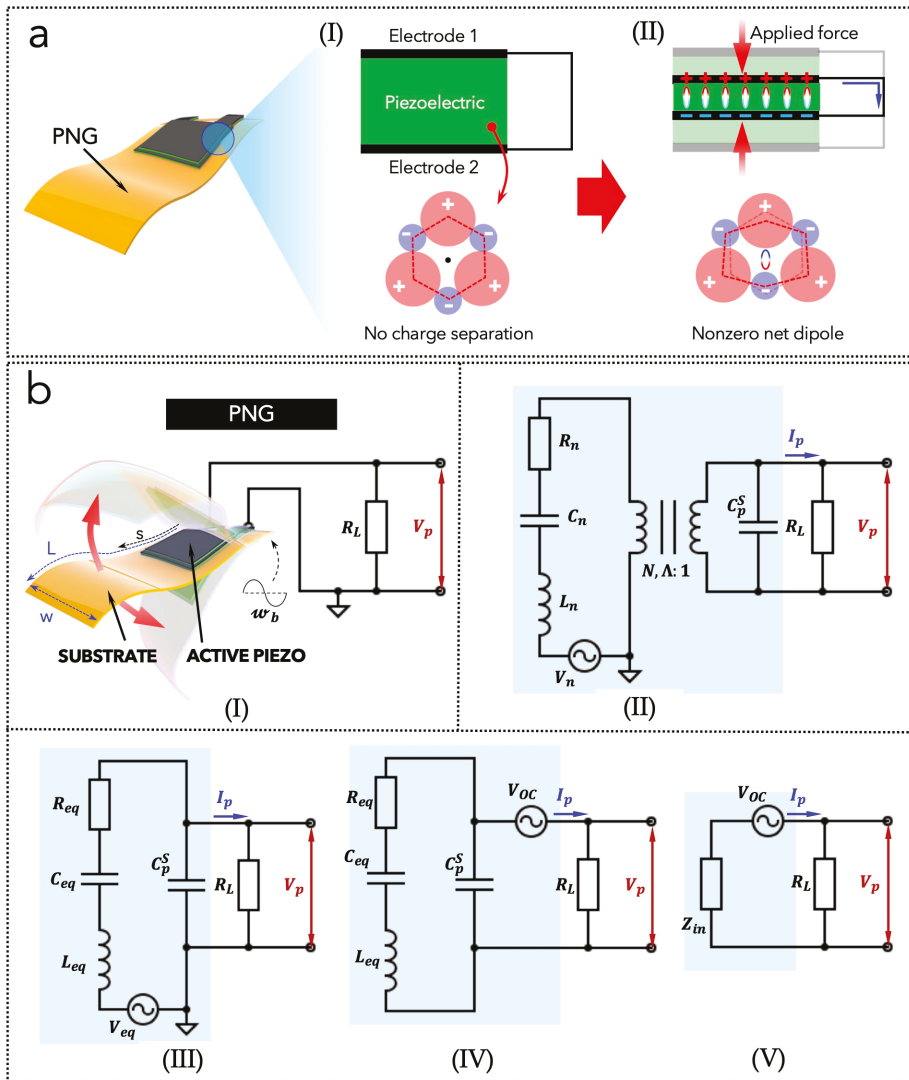 a
(I)
(II)
PNG
Electrode 1
Piezoelectric
Electrode 2
+
-
-
+
+
-
No charge separation
Applied force
+ + + + + + +
- - - - - - -
+
-
-
+
+
-
Nonzero net dipole
b
PNG
L
s
w
w_b
SUBSTRATE
ACTIVE PIEZO
R_L
V_p
(I)
R_n
C_n
L_n
V_n
N, Λ: 1
C_p^S
I_p
R_L
V_p
(II)
R_eq
C_eq
L_eq
V_eq
C_p^S
I_p
R_L
V_p
(III)
R_eq
C_eq
L_eq
C_p^S
V_OC
I_p
R_L
V_p
(IV)
Z_in
V_OC
I_p
R_L
V_p
(V)